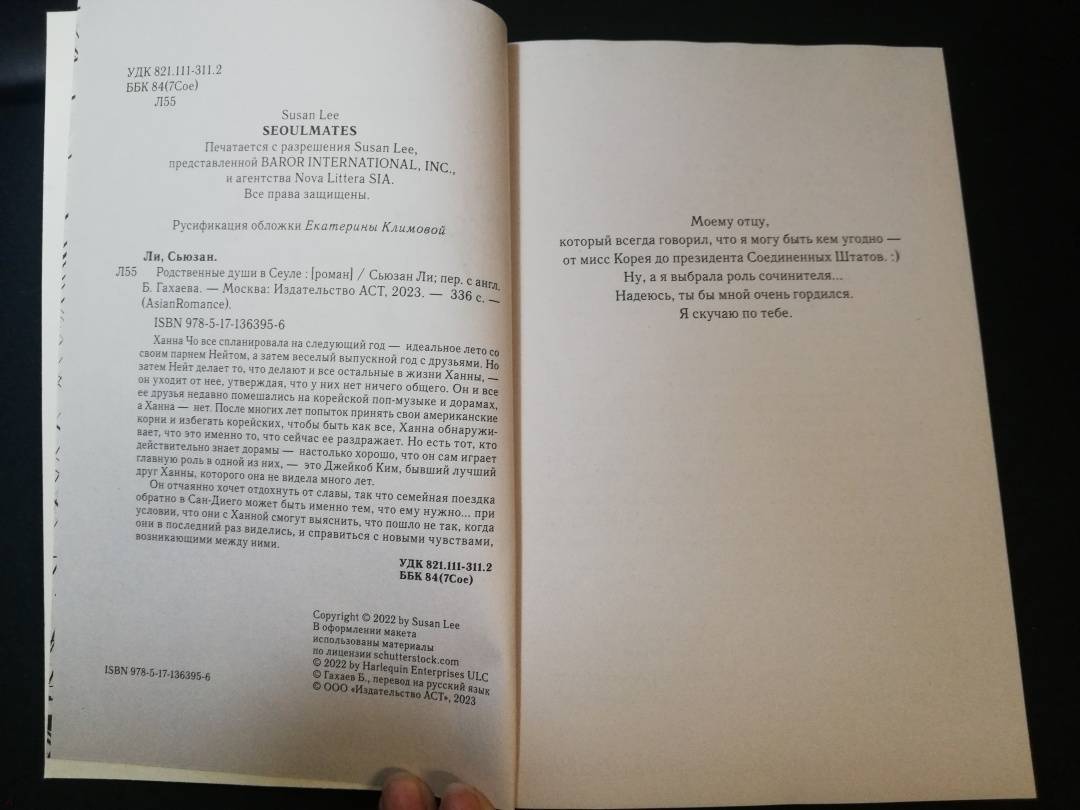 УДК 821.111-311.2
ББК 84(7Сое)
Л55
Susan Lee
SEOULMATES
Печатается с разрешения Susan Lee,
представленной BAROR INTERNATIONAL, INC.,
и агентства Nova Littera SIA.
Все права защищены.
Русификация обложки Екатерины Климовой
Ли, Сьюзан.
Л55 Родственные души в Сеуле : [роман] / Сьюзан Ли; пер. с англ.
Б. Гахаева. — Москва: Издательство АСТ, 2023. — 336 с. —
(AsianRomance).
ISBN 978-5-17-136395-6
Ханна Чо все спланировала на следующий год — идеальное лето со
своим парнем Нейтом, а затем веселый выпускной год с друзьями. Но
затем Нейт делает то, что делают и все остальные в жизни Ханны, —
он уходит от нее, утверждая, что у них нет ничего общего. Он и все
ее друзья недавно помешались на корейской поп-музыке и дорамах,
а Ханна — нет. После многих лет попыток принять свои американские
корни и избегать корейских, чтобы быть как все, Ханна обнаружи-
вает, что это именно то, что сейчас ее раздражает. Но есть тот, кто
действительно знает дорамы — настолько хорошо, что он сам играет
главную роль в одной из них, — это Джейкоб Ким, бывший лучший
друг Ханны, которого она не видела много лет.
Он отчаянно хочет отдохнуть от славы, так что семейная поездка
обратно в Сан-Диего может быть именно тем, что ему нужно... при
условии, что они с Ханной смогут выяснить, что пошло не так, когда
они в последний раз виделись, и справиться с новыми чувствами,
возникающими между ними.
УДК 821.111-311.2
ББК 84(7Сое)
Copyright © 2022 by Susan Lee
В оформлении макета
использованы материалы
по лицензии schutterstock.com
© 2022 by Harlequin Enterprises ULC
© Гахаев Б., перевод на русский язык
© ООО «Издательство АСТ», 2023
ISBN 978-5-17-136395-6
Моему отцу,
который всегда говорил, что я могу быть кем угодно —
от мисс Корея до президента Соединенных Штатов. :)
Ну, а я выбрала роль сочинителя...
Надеюсь, ты бы мной очень гордился.
Я скучаю по тебе.